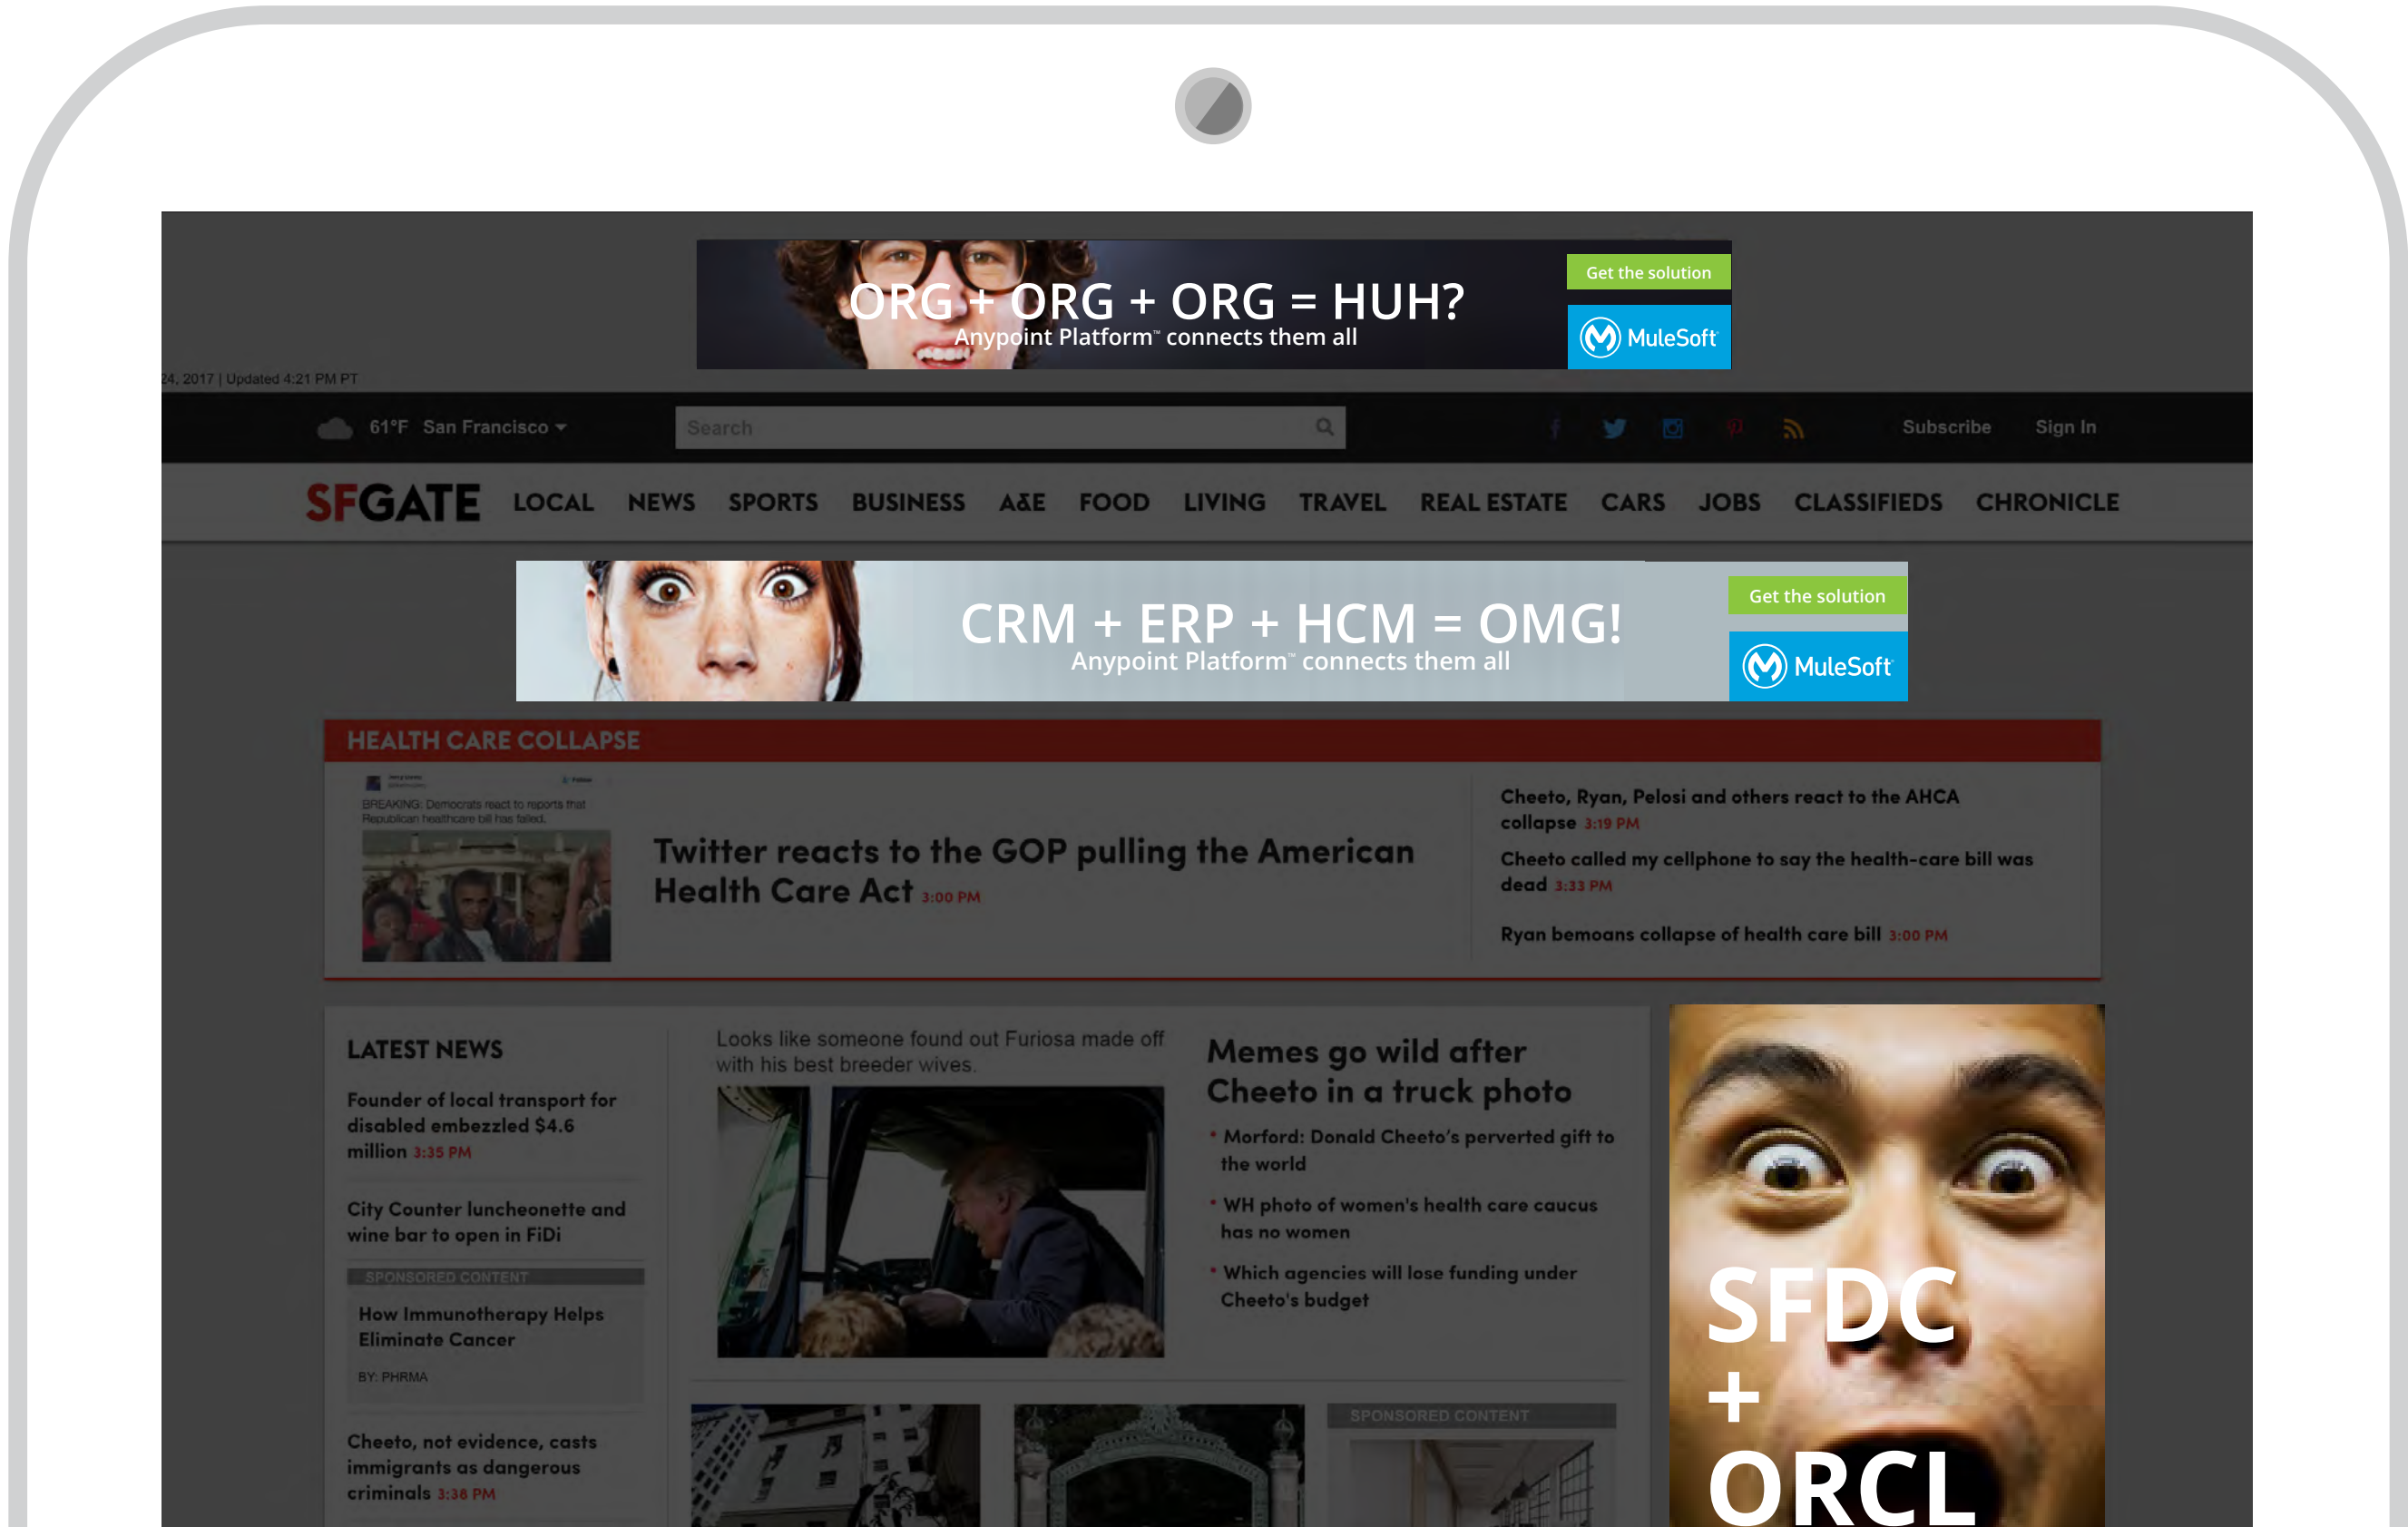 ORG + ORG + ORG = HUH?
Anypoint Platform™ connects them all
Get the solution
MuleSoft
24, 2017 | Updated 4:21 PM PT
61°F San Francisco
Search
Subscribe
Sign In
SFGATE LOCAL NEWS SPORTS BUSINESS A&E FOOD LIVING TRAVEL REAL ESTATE CARS JOBS CLASSIFIEDS CHRONICLE
CRM + ERP + HCM = OMG!
Anypoint Platform™ connects them all
Get the solution
MuleSoft
HEALTH CARE COLLAPSE
Follow
BREAKING: Democrats react to reports that
Republican healthcare bill has failed.
Twitter reacts to the GOP pulling the American
Health Care Act 3:00 PM
Cheeto, Ryan, Pelosi and others react to the AHCA
collapse 3:19 PM
Cheeto called my cellphone to say the health-care bill was
dead 3:33 PM
Ryan bemoans collapse of health care bill 3:00 PM
LATEST NEWS
Founder of local transport for
disabled embezzled $4.6
million 3:35 PM
City Counter luncheonette and
wine bar to open in FiDi
SPONSORED CONTENT
How Immunotherapy Helps
Eliminate Cancer
BY: PHRMA
Cheeto, not evidence, casts
immigrants as dangerous
criminals 3:38 PM
Looks like someone found out Furiosa made off
with his best breeder wives.
Memes go wild after
Cheeto in a truck photo
• Morford: Donald Cheeto's perverted gift to
the world
• WH photo of women's health care caucus
has no women
• Which agencies will lose funding under
Cheeto's budget
SPONSORED CONTENT
SFDC
+
ORCL